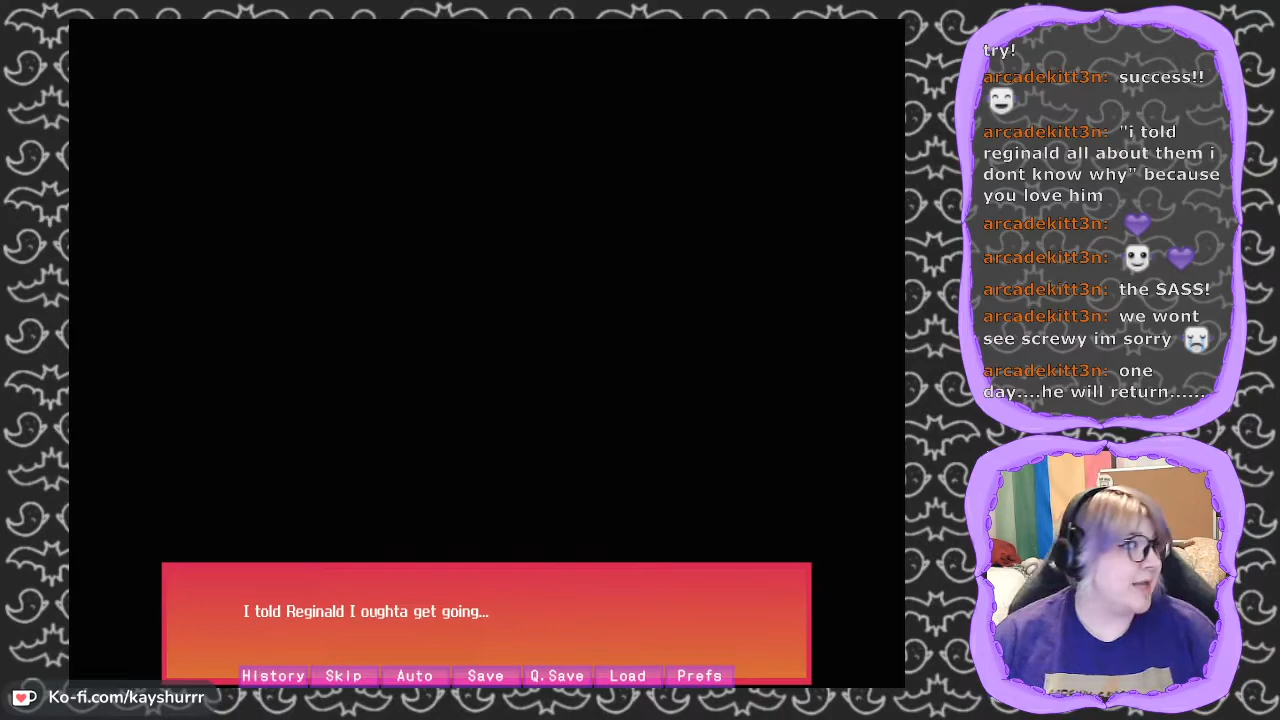 try!
arcadekitt3n: success!!
arcadekitt3n: "i told
reginald all about them i
dont know why" because
you love him
arcadekitt3n:
arcadekitt3n:
arcadekitt3n: the SASS!
arcadekitt3n: we wont
see screwy im sorry
arcadekitt3n: one
day....he will return......
I told Reginald I oughta get going...
History Skip Auto Save Q.Save Load Prefs
Ko-fi.com/kayshurrr